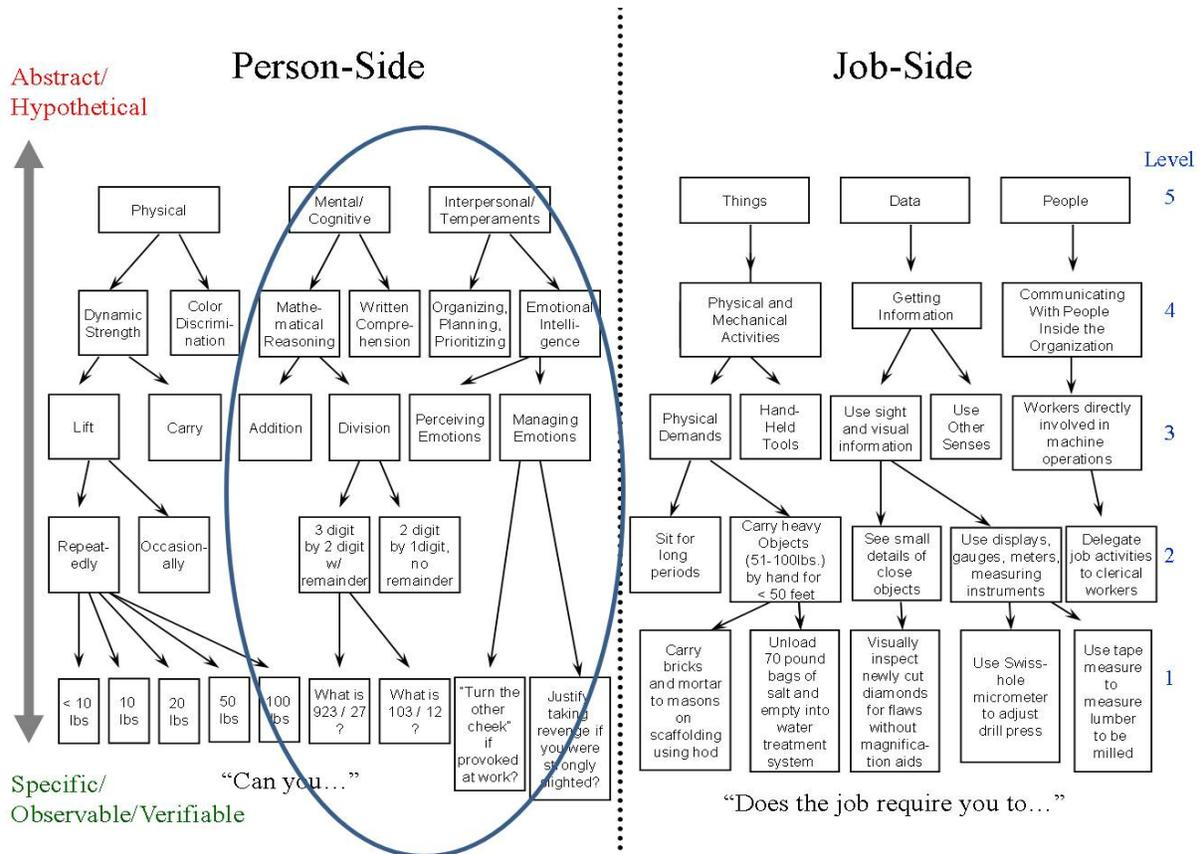 Person-Side
Job-Side
Abstract/
Hypothetical
Level
5
Physical
Mental/
Cognitive
Interpersonal/
Temperaments
Things
Data
People
4
Dynamic
Strength
Color
Discrimi-
nation
Mathe-
matical
Reasoning
Written
Compre-
hension
Organizing,
Planning,
Prioritizing
Emotional
Intelli-
gence
Physical and
Mechanical
Activities
Getting
Information
Communicating
With People
Inside the
Organization
3
Lift
Carry
Addition
Division
Perceiving
Emotions
Managing
Emotions
Physical
Demands
Hand-
Held
Tools
Use sight
and visual
information
Use
Other
Senses
Workers directly
involved in
machine
operations
2
Repeat-
edly
Occasion-
ally
3 digit
by 2 digit
w/
remainder
2 digit
by 1digit,
no
remainder
Sit for
long
periods
Carry heavy
Objects
(51-100lbs.)
by hand for
< 50 feet
See small
details of
close
objects
Use displays,
gauges, meters,
measuring
instruments
Delegate
job activities
to clerical
workers
1
< 10
lbs
10
lbs
20
lbs
50
lbs
100
lbs
What is
923 / 27
?
What is
103 / 12
?
"Turn the
other
cheek"
if
provoked
at work?
Justify
taking
revenge if
you were
strongly
slighted?
Carry
bricks
and mortar
to masons
on
scaffolding
using hod
Unload
70 pound
bags of
salt and
empty into
water
treatment
system
Visually
inspect
newly cut
diamonds
for flaws
without
magnifica-
tion aids
Use Swiss-
hole
micrometer
to adjust
drill press
Use tape
measure
to
measure
lumber
to be
milled
Specific/
Observable/Verifiable
“Can you…”
“Does the job require you to…”